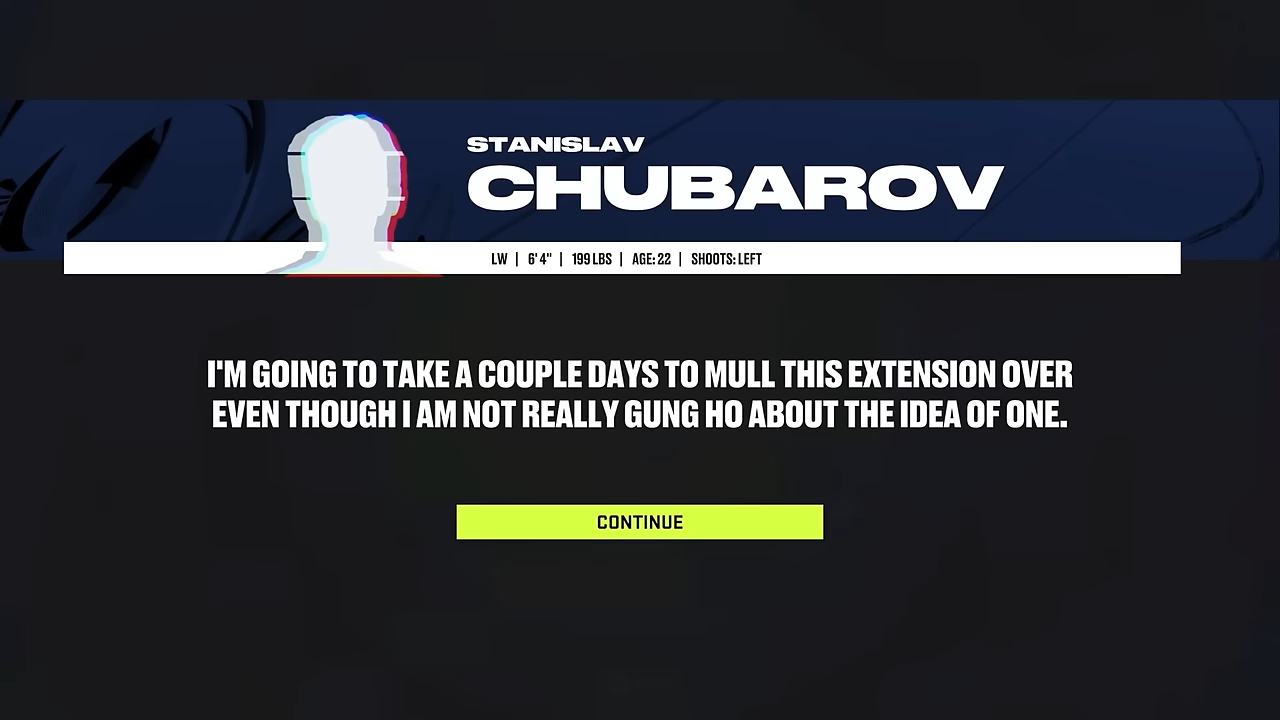 STANISLAV
CHUBAROV
LW | 6' 4" | 199 LBS | AGE: 22 | SHOOTS: LEFT
I'M GOING TO TAKE A COUPLE DAYS TO MULL THIS EXTENSION OVER
EVEN THOUGH I AM NOT REALLY GUNG HO ABOUT THE IDEA OF ONE.
CONTINUE